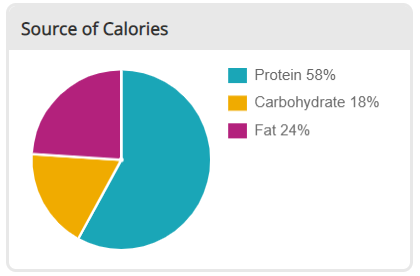 Source of Calories
Protein 58%
Carbohydrate 18%
Fat 24%